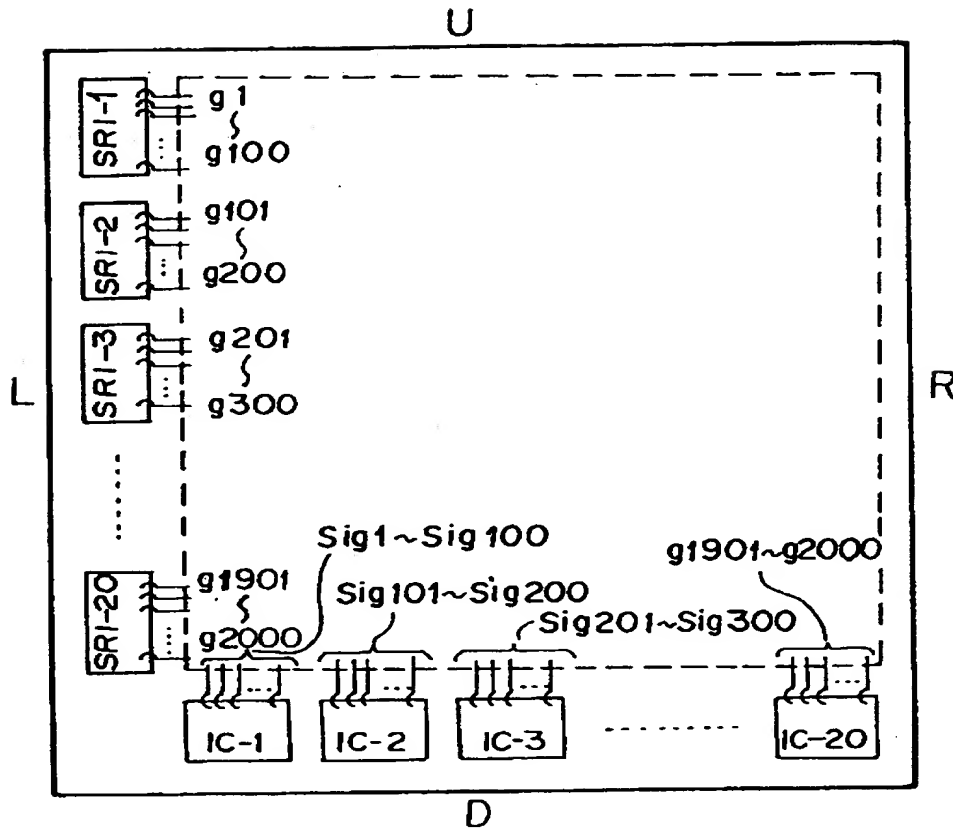 U
SR1-1
g1
g100
SR1-2
g101
g200
SR1-3
g201
g300
L
R
Sig1~Sig100
g1901~g2000
SR1-20
g1901
Sig101~Sig200
g2000
Sig201~Sig300
IC-1
IC-2
IC-3
IC-20
D